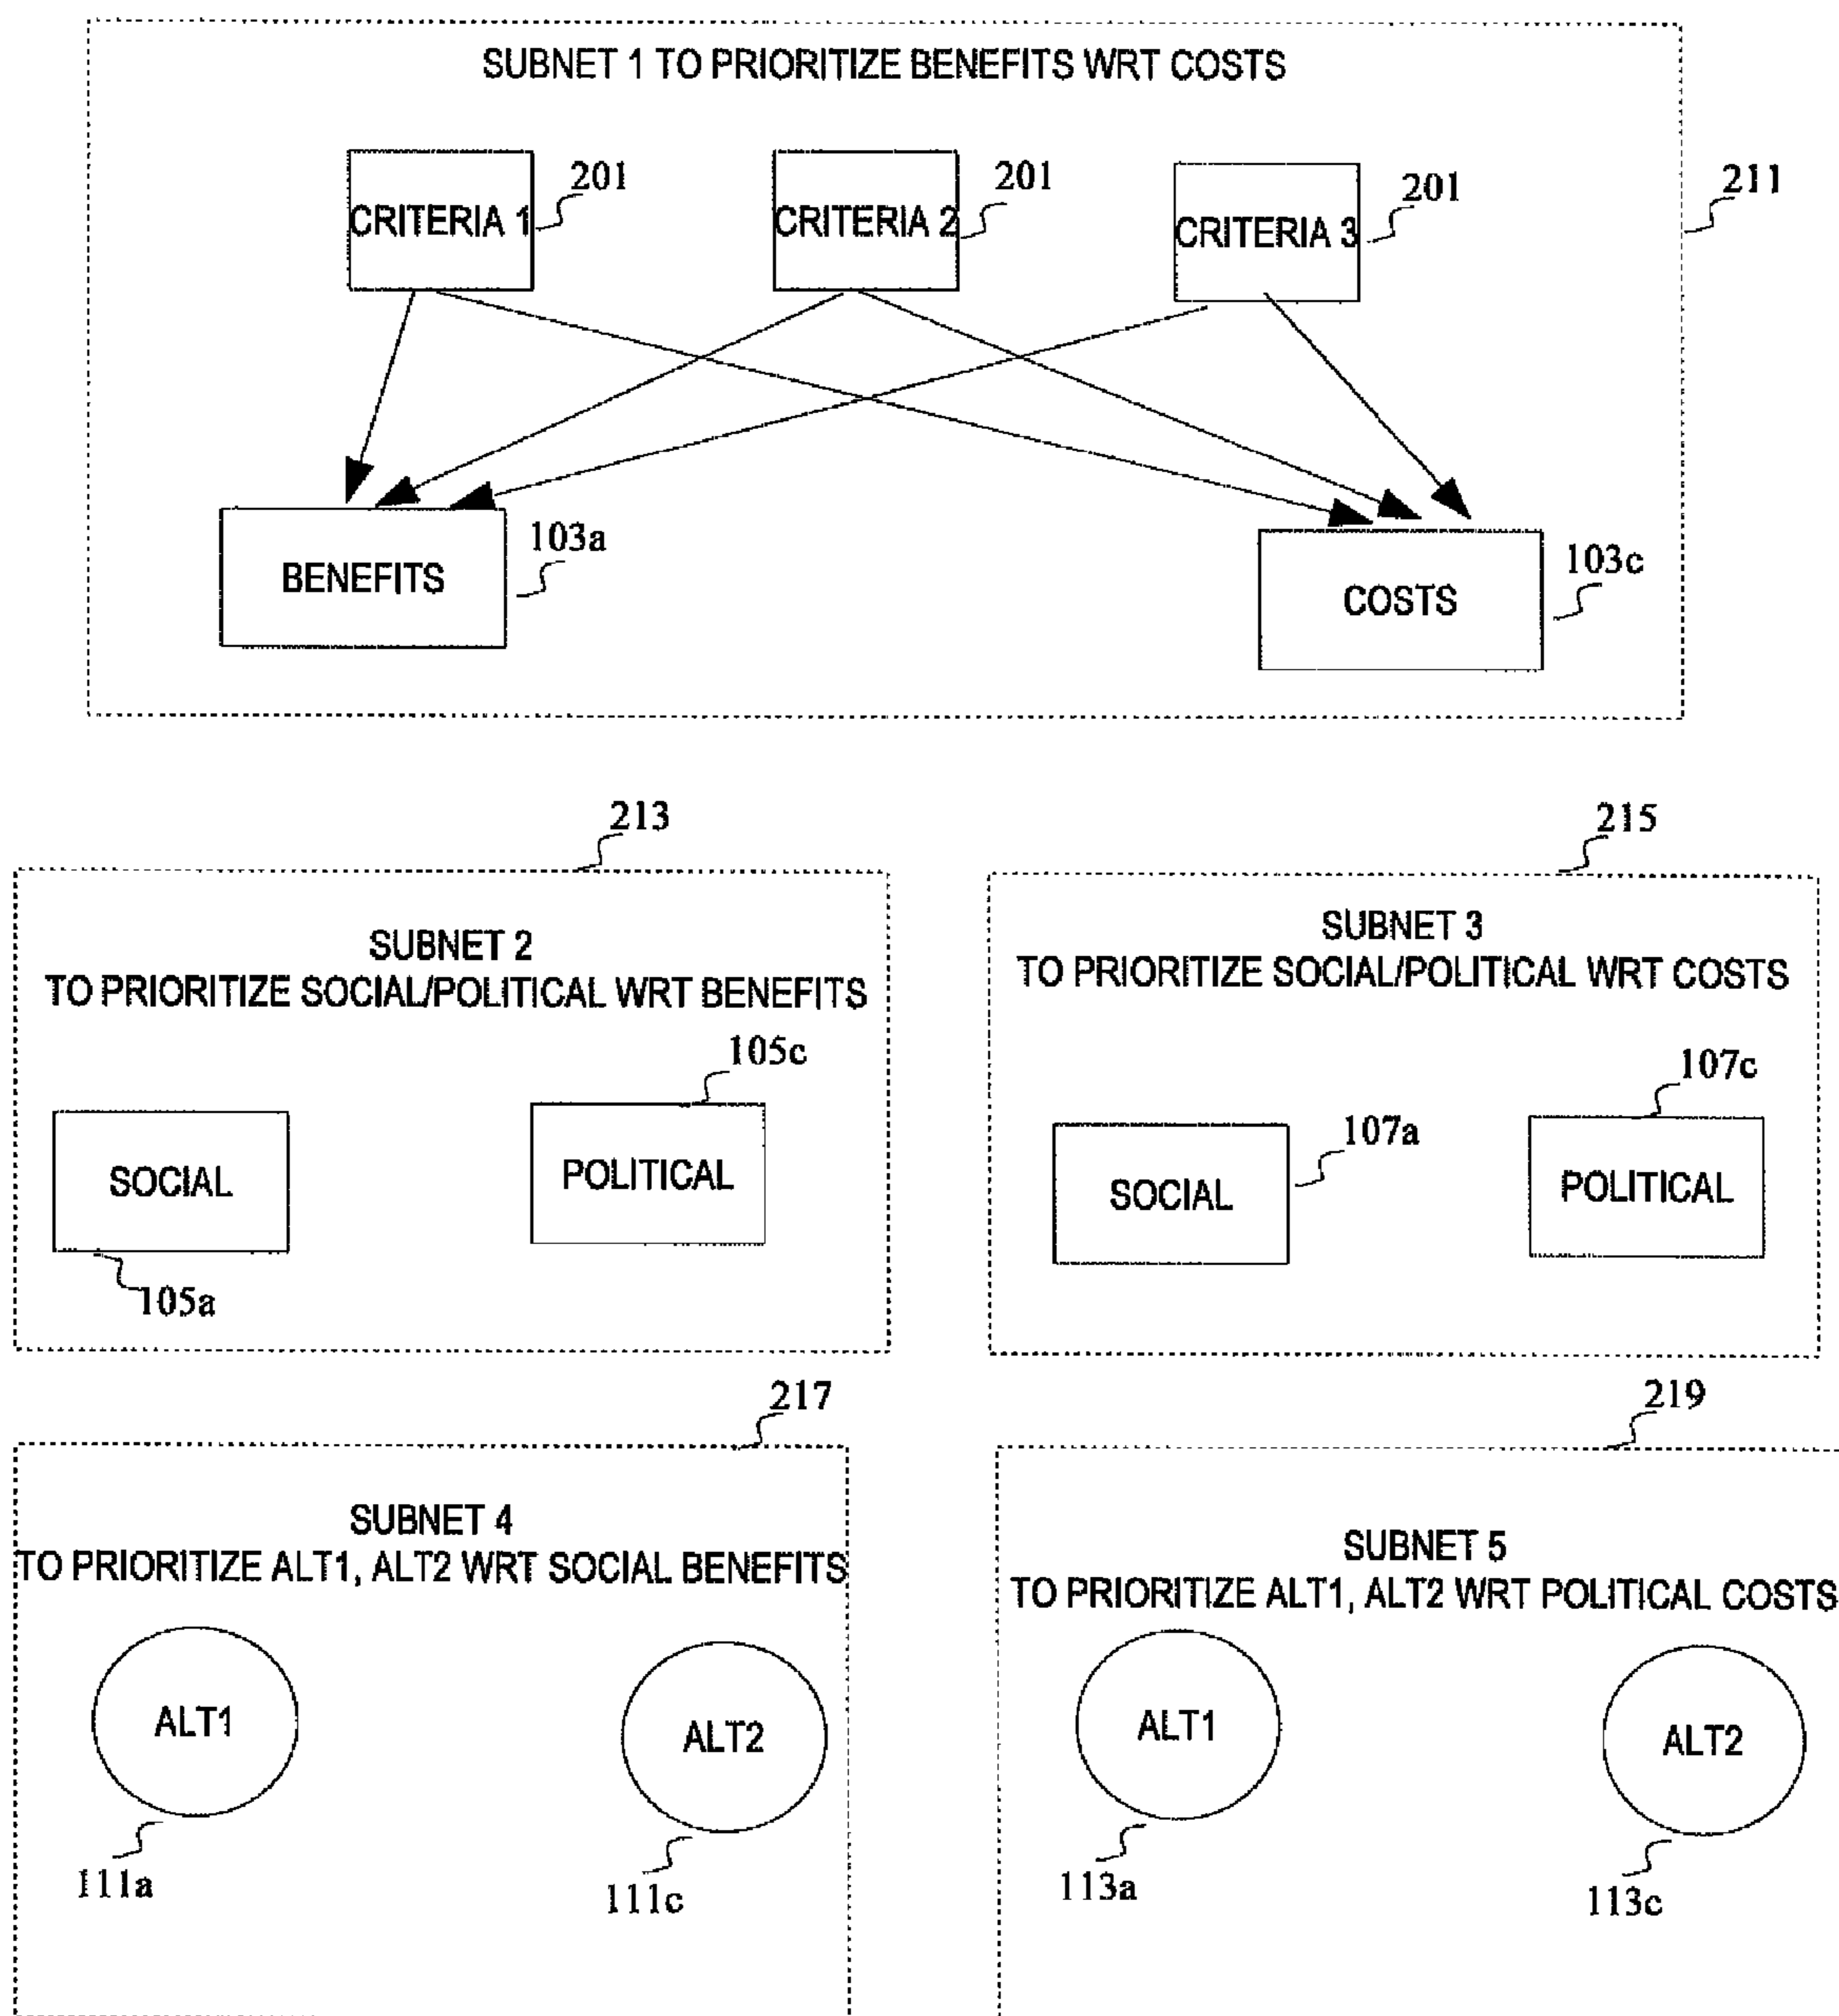 SUBNET 1 TO PRIORITIZE BENEFITS WRT COSTS
CRITERIA 1
201
CRITERIA 2
201
CRITERIA 3
201
211
BENEFITS
103a
COSTS
103c
213
SUBNET 2
TO PRIORITIZE SOCIAL/POLITICAL WRT BENEFITS
105c
SOCIAL
POLITICAL
105a
215
SUBNET 3
TO PRIORITIZE SOCIAL/POLITICAL WRT COSTS
107c
107a
SOCIAL
POLITICAL
217
SUBNET 4
TO PRIORITIZE ALT1, ALT2 WRT SOCIAL BENEFITS
ALT1
ALT2
111a
111c
219
SUBNET 5
TO PRIORITIZE ALT1, ALT2 WRT POLITICAL COSTS
ALT1
ALT2
113a
113c